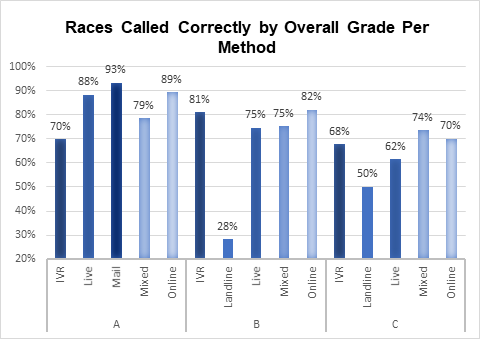 Races Called Correctly by Overall Grade Per
Method
100%
90%
80%
70%
60%
50%
40%
30%
20%
70%
88%
93%
79%
89%
81%
28%
75%
75%
82%
68%
50%
62%
74%
70%
IVR
Live
Mail
Mixed
Online
IVR
Landline
Live
Mixed
Online
IVR
Landline
Live
Mixed
Online
A
B
C